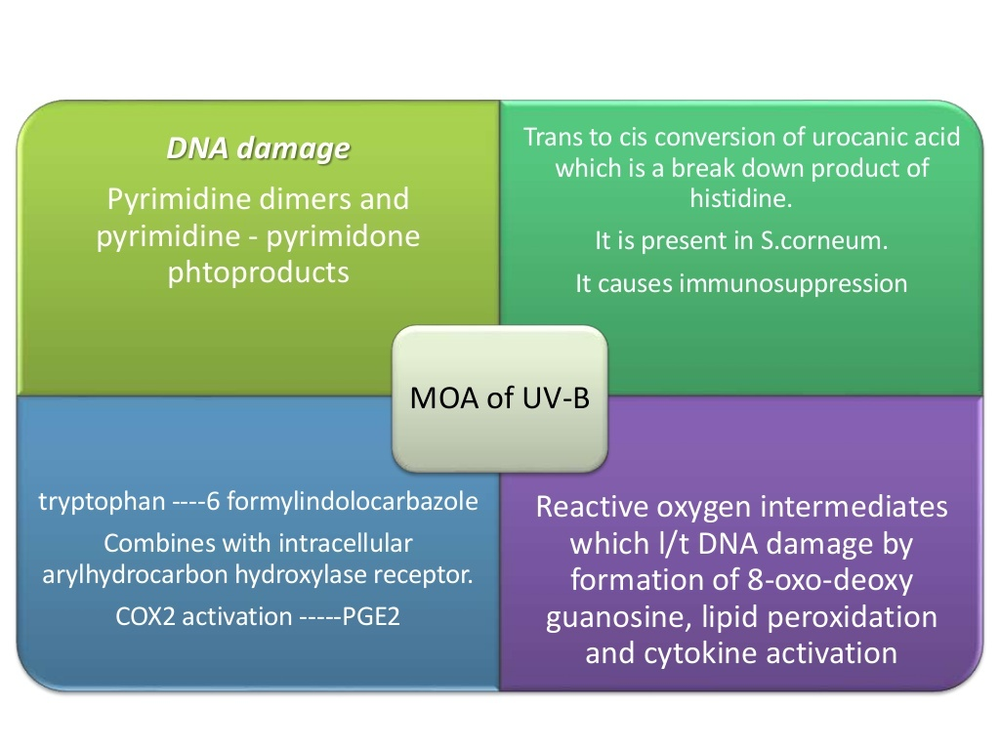 DNA damage
Pyrimidine dimers and
pyrimidine - pyrimidone
phtoproducts
Trans to cis conversion of urocanic acid
which is a break down product of
histidine.
It is present in S.corneum.
It causes immunosuppression
MOA of UV-B
tryptophan ----6 formylindolocarbazole
Combines with intracellular
arylhydrocarbon hydroxylase receptor.
COX2 activation -----PGE2
Reactive oxygen intermediates
which l/t DNA damage by
formation of 8-oxo-deoxy
guanosine, lipid peroxidation
and cytokine activation